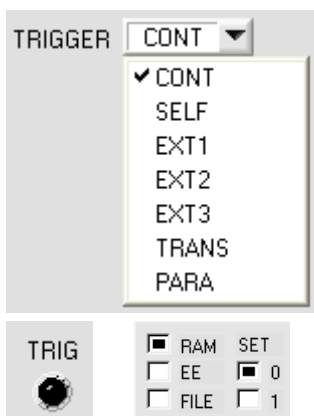 TRIGGER CONT
CONT
SELF
EXT1
EXT2
EXT3
TRANS
PARA
TRIG
RAM SET
EE 0
FILE 1